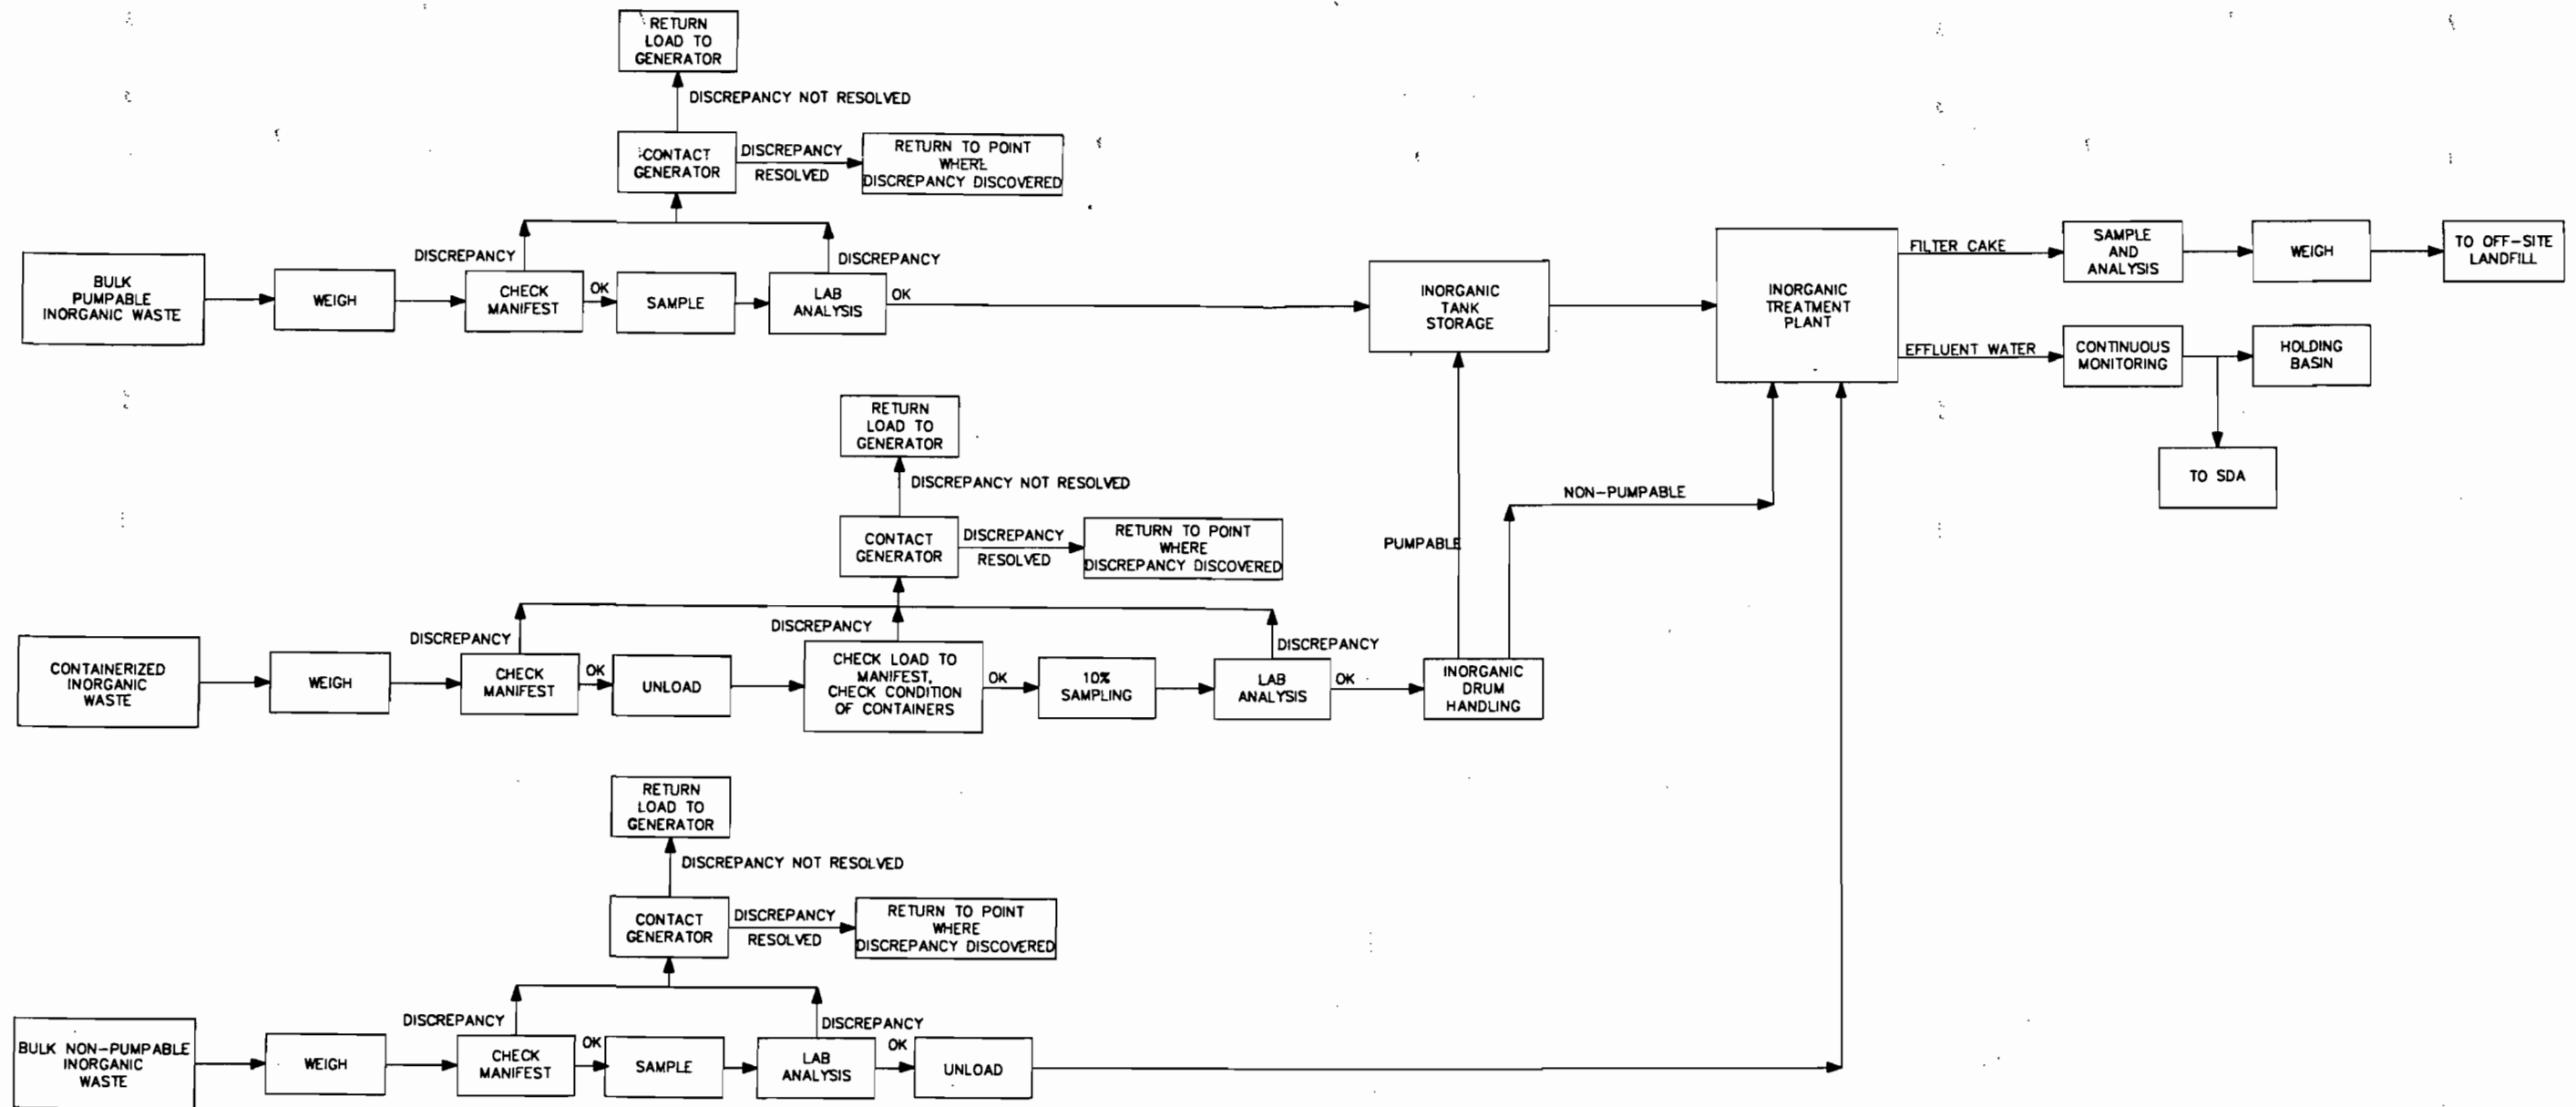 RETURN
LOAD TO
GENERATOR
DISCREPANCY NOT RESOLVED
CONTACT
GENERATOR
DISCREPANCY
RESOLVED
RETURN TO POINT
WHERE
DISCREPANCY DISCOVERED
BULK
PUMPABLE
INORGANIC WASTE
WEIGH
DISCREPANCY
CHECK
MANIFEST
OK
SAMPLE
LAB
ANALYSIS
DISCREPANCY
OK
INORGANIC
TANK
STORAGE
INORGANIC
TREATMENT
PLANT
FILTER CAKE
SAMPLE
AND
ANALYSIS
WEIGH
TO OFF-SITE
LANDFILL
EFFLUENT WATER
CONTINUOUS
MONITORING
HOLDING
BASIN
TO SDA
RETURN
LOAD TO
GENERATOR
DISCREPANCY NOT RESOLVED
CONTACT
GENERATOR
DISCREPANCY
RESOLVED
RETURN TO POINT
WHERE
DISCREPANCY DISCOVERED
PUMPABLE
NON-PUMPABLE
CONTAINERIZED
INORGANIC
WASTE
WEIGH
DISCREPANCY
CHECK
MANIFEST
OK
UNLOAD
DISCREPANCY
CHECK LOAD TO
MANIFEST,
CHECK CONDITION
OF CONTAINERS
OK
10%
SAMPLING
LAB
ANALYSIS
DISCREPANCY
OK
INORGANIC
DRUM
HANDLING
RETURN
LOAD TO
GENERATOR
DISCREPANCY NOT RESOLVED
CONTACT
GENERATOR
DISCREPANCY
RESOLVED
RETURN TO POINT
WHERE
DISCREPANCY DISCOVERED
BULK NON-PUMPABLE
INORGANIC
WASTE
WEIGH
DISCREPANCY
CHECK
MANIFEST
OK
SAMPLE
LAB
ANALYSIS
DISCREPANCY
OK
UNLOAD